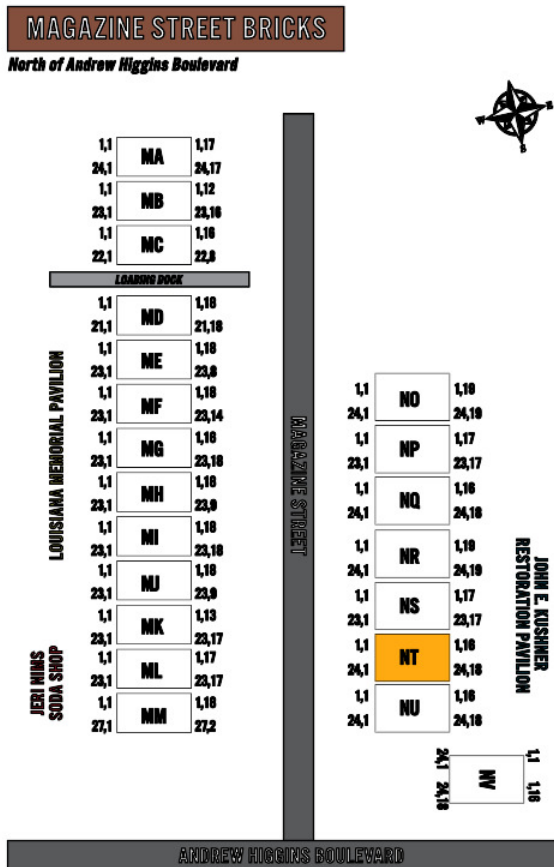 MAGAZINE STREET BRICKS
North of Andrew Higgins Boulevard
N
W E
S
1,1 MA 1,17
24,1 24,17
1,1 MB 1,12
23,1 23,16
1,1 MC 1,16
22,1 22,8
LOADING DOCK
1,1 MD 1,18
21,1 21,18
1,1 ME 1,18
23,1 23,8
1,1 MF 1,18
23,1 23,14
1,1 MG 1,16
23,1 23,18
1,1 MH 1,18
23,1 23,9
1,1 MI 1,18
23,1 23,18
1,1 MJ 1,18
23,1 23,9
1,1 MK 1,13
23,1 23,17
1,1 ML 1,17
23,1 23,17
1,1 MM 1,18
27,1 27,2
LOUISIANA MEMORIAL PAVILION
JERI NIMS
SODA SHOP
MAGAZINE STREET
1,1 NO 1,19
24,1 24,19
1,1 NP 1,17
23,1 23,17
1,1 NQ 1,16
24,1 24,18
1,1 NR 1,19
24,1 24,19
1,1 NS 1,17
23,1 23,17
1,1 NT 1,16
24,1 24,18
1,1 NU 1,16
24,1 24,18
JOHN E. KUSHNER
RESTORATION PAVILION
24,1 NV 1,1
24,18 1,16
ANDREW HIGGINS BOULEVARD